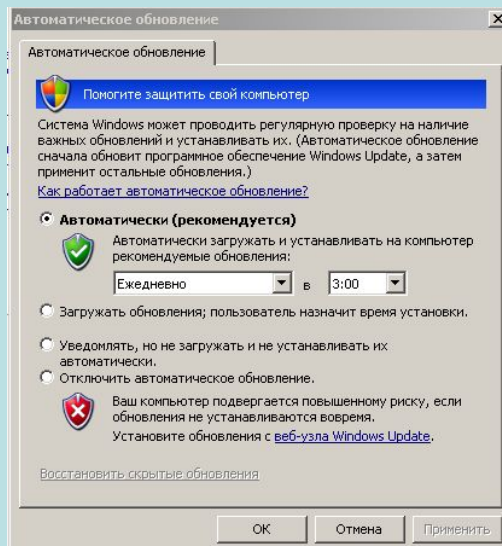 Автоматическое обновление
Автоматическое обновление
Помогите защитить свой компьютер
Система Windows может проводить регулярную проверку на наличие
важных обновлений и устанавливать их. (Автоматическое обновление
сначала обновит программное обеспечение Windows Update, а затем
применит остальные обновления.)
Как работает автоматическое обновление?
Автоматически (рекомендуется)
Автоматически загружать и устанавливать на компьютер
рекомендуемые обновления:
Ежедневно в 3:00
Загружать обновления; пользователь назначит время установки.
Уведомлять, но не загружать и не устанавливать их
автоматически.
Отключить автоматическое обновление.
Ваш компьютер подвергается повышенному риску, если
обновления не устанавливаются вовремя.
Установите обновления с веб-узла Windows Update.
Восстановить скрытые обновления
ОК Отмена Применить